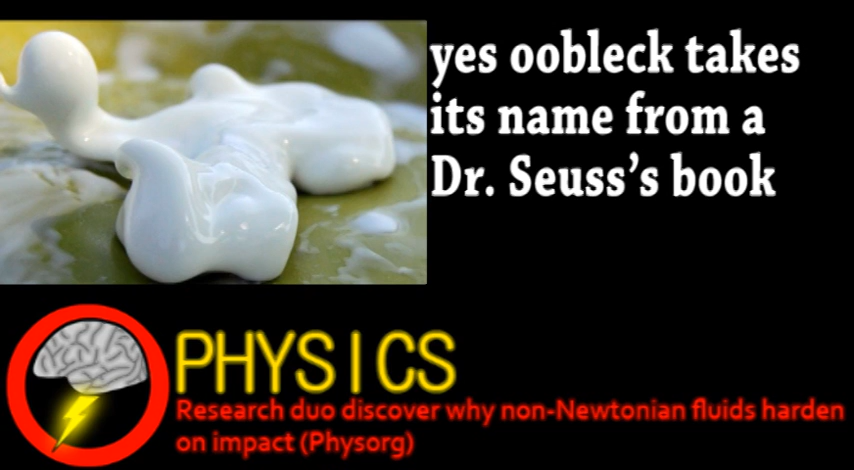 yes oobleck takes
its name from a
Dr. Seuss’s book
PHYSICS
Research duo discover why non-Newtonian fluids harden
on impact (Physorg)